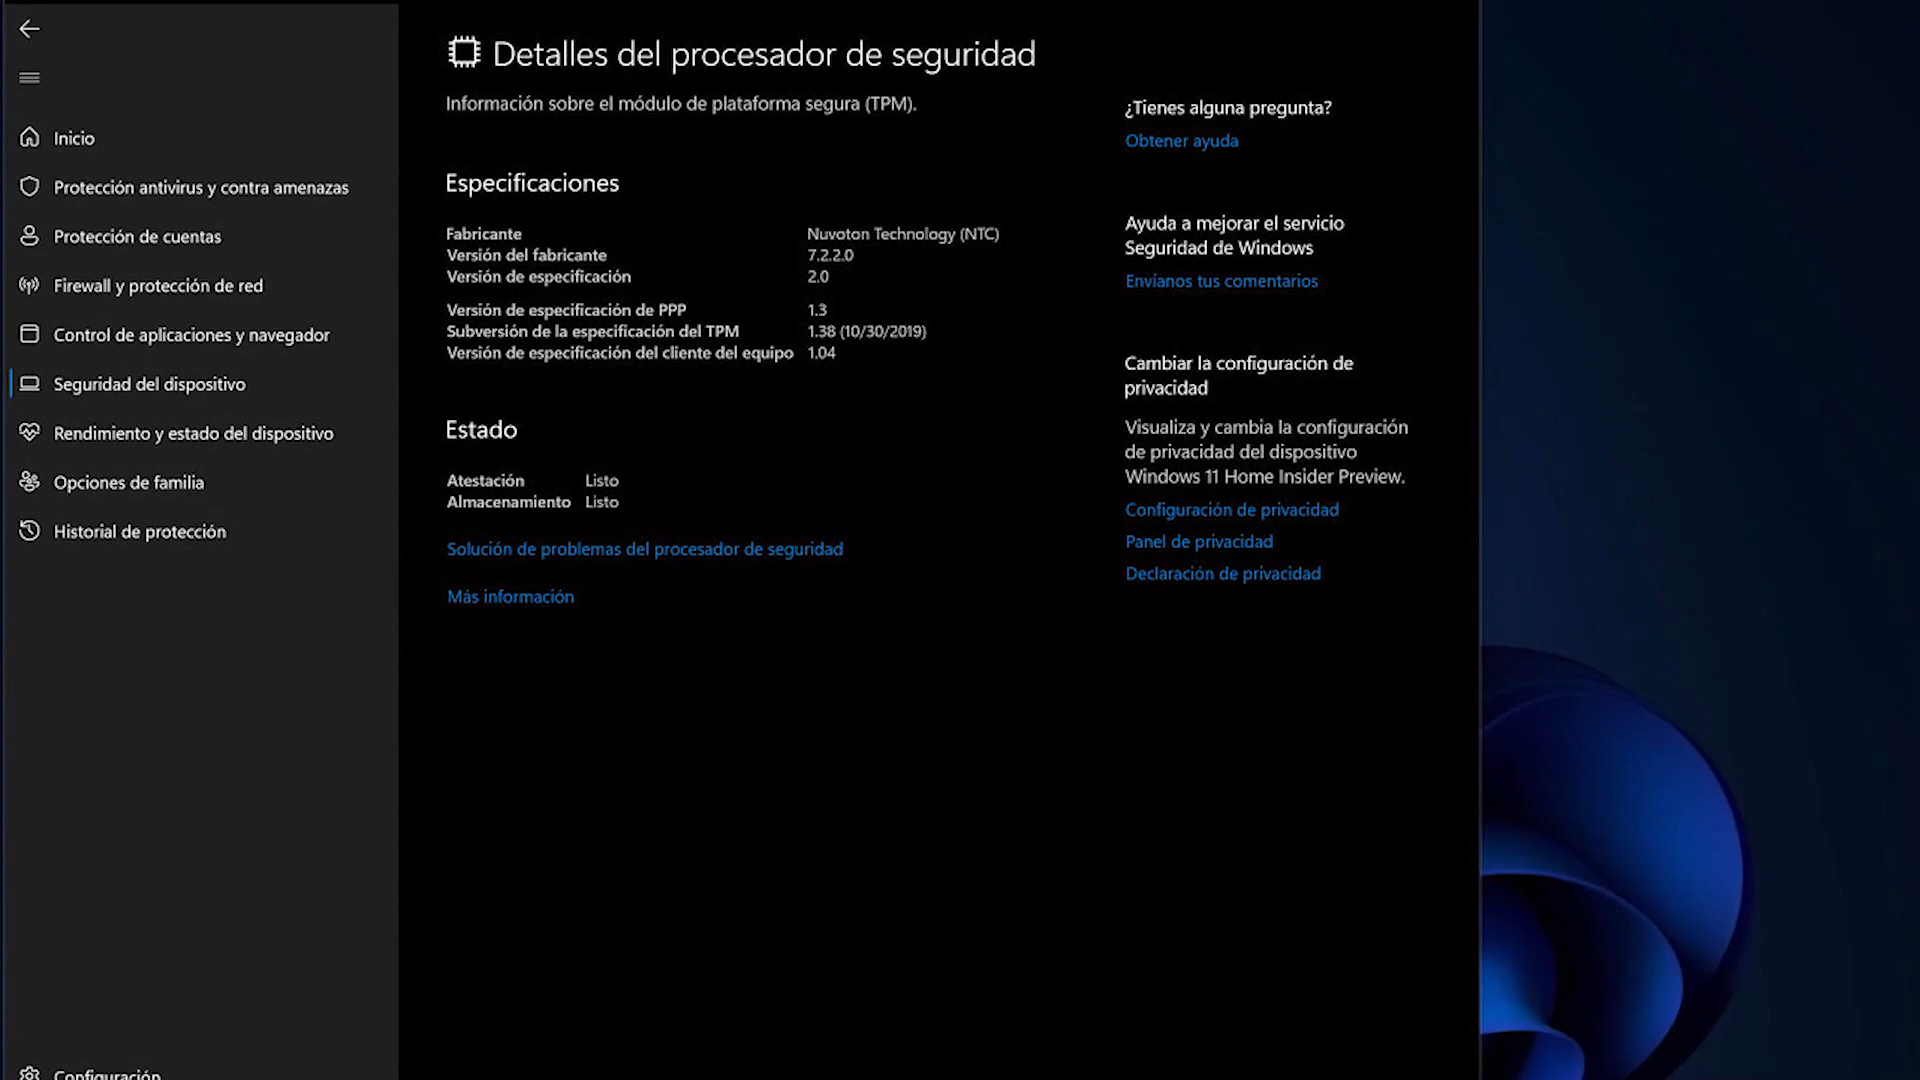 Inicio
Protección antivirus y contra amenazas
Protección de cuentas
Firewall y protección de red
Control de aplicaciones y navegador
Seguridad del dispositivo
Rendimiento y estado del dispositivo
Opciones de familia
Historial de protección
Configuración
Detalles del procesador de seguridad
Información sobre el módulo de plataforma segura (TPM).
Especificaciones
Fabricante Nuvoton Technology (NTC)
Versión del fabricante 7.2.2.0
Versión de especificación 2.0
Versión de especificación de PPP 1.3
Subversión de la especificación del TPM 1.38 (10/30/2019)
Versión de especificación del cliente del equipo 1.04
Estado
Atestación Listo
Almacenamiento Listo
Solución de problemas del procesador de seguridad
Más información
¿Tienes alguna pregunta?
Obtener ayuda
Ayuda a mejorar el servicio
Seguridad de Windows
Envíanos tus comentarios
Cambiar la configuración de
privacidad
Visualiza y cambia la configuración
de privacidad del dispositivo
Windows 11 Home Insider Preview.
Configuración de privacidad
Panel de privacidad
Declaración de privacidad